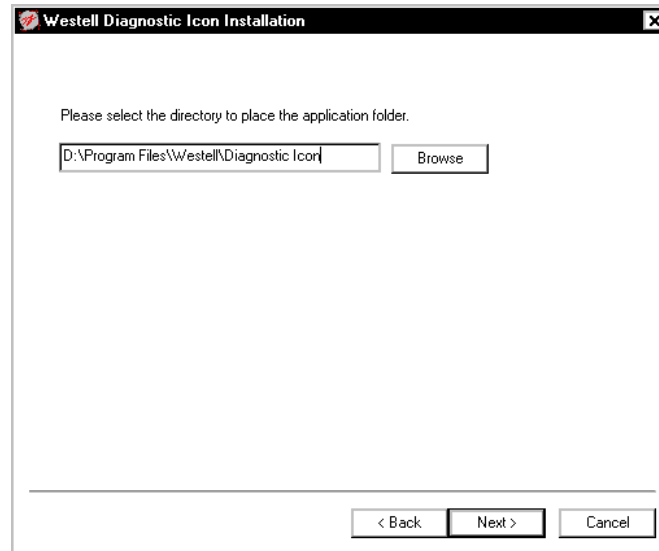 Westell Diagnostic Icon Installation
Please select the directory to place the application folder.
D:\Program Files\Westell\Diagnostic Icon
Browse
< Back
Next >
Cancel